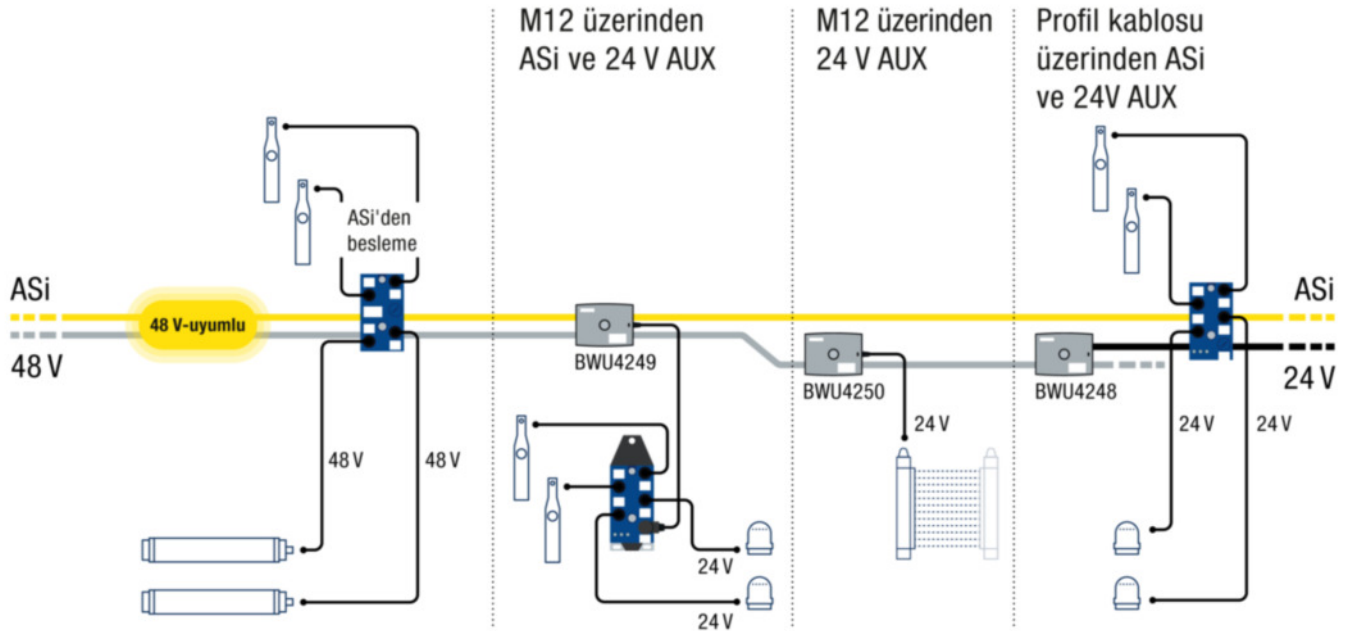 M12 üzerinden
ASi ve 24 V AUX
M12 üzerinden
24 V AUX
Profil kablosu
üzerinden ASi
ve 24V AUX
ASi'den
besleme
ASi
48 V-uyumlu
48 V
ASi
24 V
BWU4249
BWU4250
BWU4248
48 V
48 V
24 V
24 V
24 V
24 V
24 V